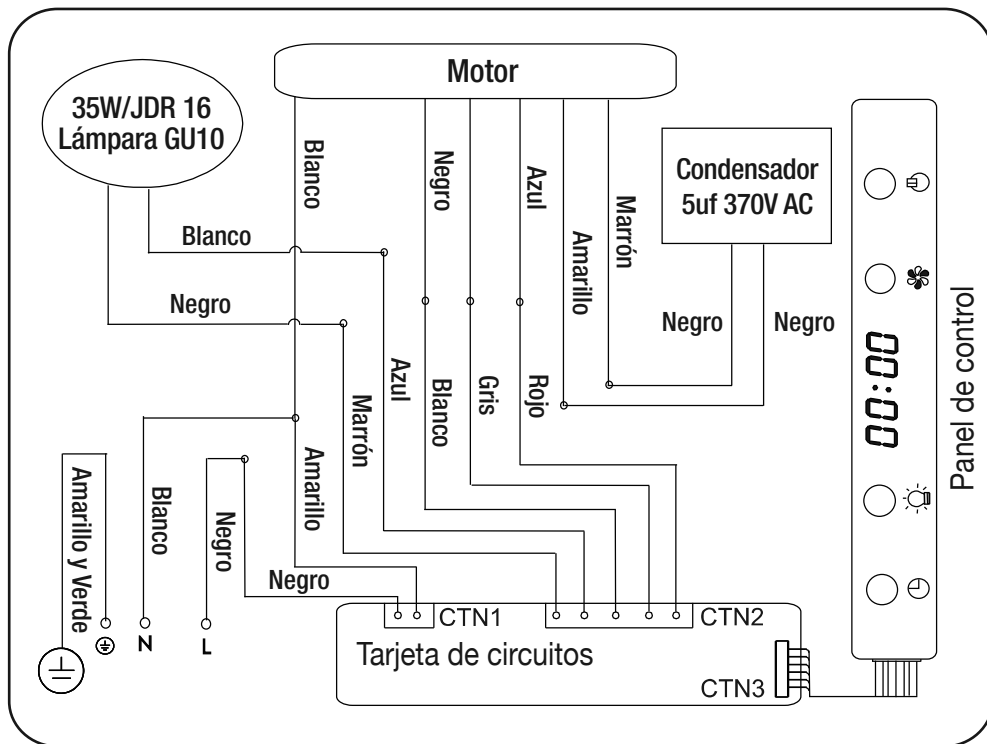 Motor
35W/JDR 16
Lámpara GU10
Blanco
Negro
Azul
Amarillo
Marrón
Condensador
5uf 370V AC
Blanco
Negro
Negro
Negro
Azul
Marrón
Blanco
Gris
Rojo
00:00
Panel de control
Amarillo y Verde
Blanco
Negro
Amarillo
Negro
N
L
CTN1
CTN2
Tarjeta de circuitos
CTN3